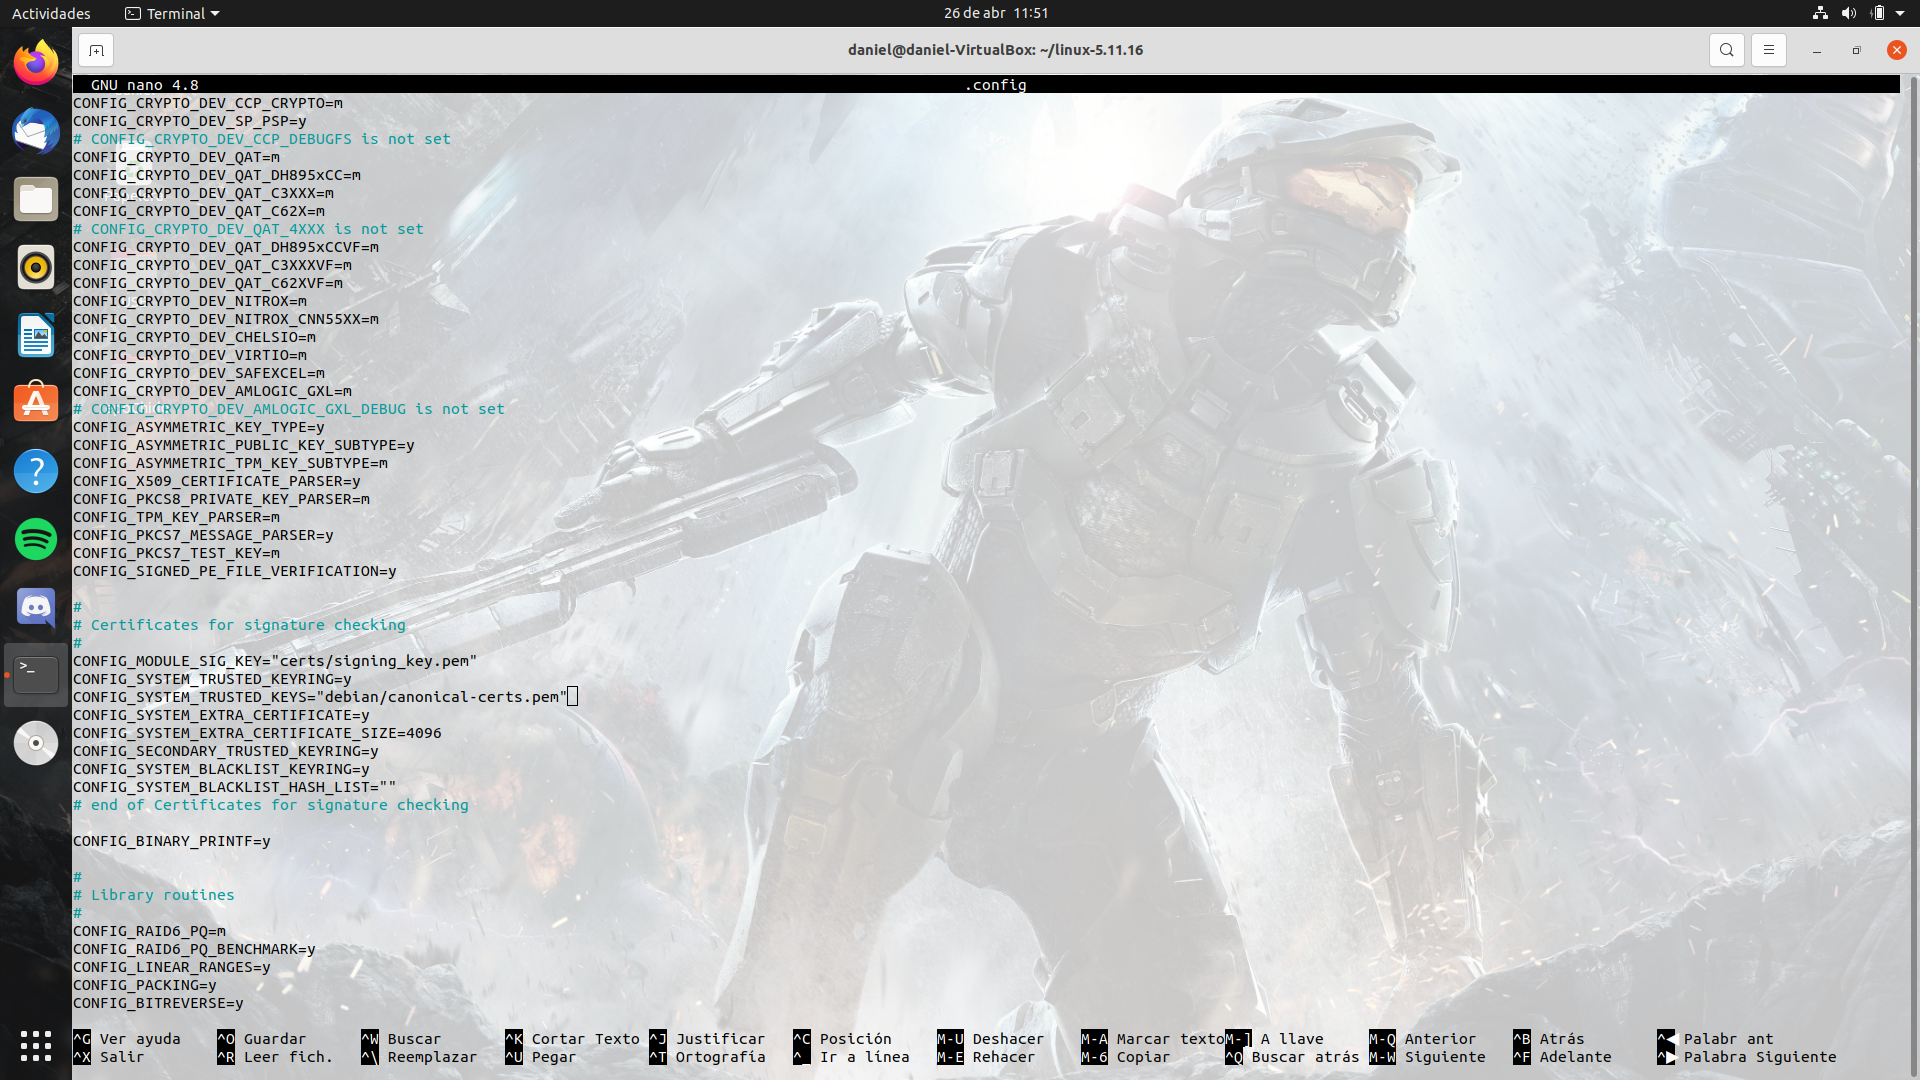 Actividades
Terminal
26 de abr 11:51
daniel@daniel-VirtualBox: ~/linux-5.11.16
GNU nano 4.8 .config
CONFIG_CRYPTO_DEV_CCP_CRYPTO=m
CONFIG_CRYPTO_DEV_SP_PSP=y
# CONFIG_CRYPTO_DEV_CCP_DEBUGFS is not set
CONFIG_CRYPTO_DEV_QAT=m
CONFIG_CRYPTO_DEV_QAT_DH895xCC=m
CONFIG_CRYPTO_DEV_QAT_C3XXX=m
CONFIG_CRYPTO_DEV_QAT_C62X=m
# CONFIG_CRYPTO_DEV_QAT_4XXX is not set
CONFIG_CRYPTO_DEV_QAT_DH895xCCVF=m
CONFIG_CRYPTO_DEV_QAT_C3XXXVF=m
CONFIG_CRYPTO_DEV_QAT_C62XVF=m
CONFIG_CRYPTO_DEV_NITROX=m
CONFIG_CRYPTO_DEV_NITROX_CNN55XX=m
CONFIG_CRYPTO_DEV_CHELSIO=m
CONFIG_CRYPTO_DEV_VIRTIO=m
CONFIG_CRYPTO_DEV_SAFEXCEL=m
CONFIG_CRYPTO_DEV_AMLOGIC_GXL=m
# CONFIG_CRYPTO_DEV_AMLOGIC_GXL_DEBUG is not set
CONFIG_ASYMMETRIC_KEY_TYPE=y
CONFIG_ASYMMETRIC_PUBLIC_KEY_SUBTYPE=y
CONFIG_ASYMMETRIC_TPM_KEY_SUBTYPE=m
CONFIG_X509_CERTIFICATE_PARSER=y
CONFIG_PKCS8_PRIVATE_KEY_PARSER=m
CONFIG_TPM_KEY_PARSER=m
CONFIG_PKCS7_MESSAGE_PARSER=y
CONFIG_PKCS7_TEST_KEY=m
CONFIG_SIGNED_PE_FILE_VERIFICATION=y
#
# Certificates for signature checking
#
CONFIG_MODULE_SIG_KEY="certs/signing_key.pem"
CONFIG_SYSTEM_TRUSTED_KEYRING=y
CONFIG_SYSTEM_TRUSTED_KEYS="debian/canonical-certs.pem"
CONFIG_SYSTEM_EXTRA_CERTIFICATE=y
CONFIG_SYSTEM_EXTRA_CERTIFICATE_SIZE=4096
CONFIG_SECONDARY_TRUSTED_KEYRING=y
CONFIG_SYSTEM_BLACKLIST_KEYRING=y
CONFIG_SYSTEM_BLACKLIST_HASH_LIST=""
# end of Certificates for signature checking
CONFIG_BINARY_PRINTF=y
#
# Library routines
#
CONFIG_RAID6_PQ=m
CONFIG_RAID6_PQ_BENCHMARK=y
CONFIG_LINEAR_RANGES=y
CONFIG_PACKING=y
CONFIG_BITREVERSE=y
^G Ver ayuda ^O Guardar ^W Buscar ^K Cortar Texto ^J Justificar ^C Posición M-U Deshacer M-A Marcar texto M-] A llave M-Q Anterior ^B Atrás ^◀ Palabr ant
^X Salir ^R Leer fich. ^\ Reemplazar ^U Pegar ^T Ortografía ^_ Ir a línea M-E Rehacer M-6 Copiar ^Q Buscar atrás M-W Siguiente ^F Adelante ^▶ Palabra Siguiente